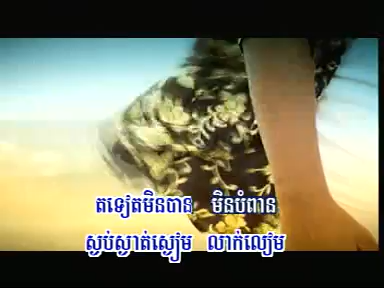 តទៀតមិនបាន មិនបំពាន
ស្ងប់ស្ងាត់ស្ងៀម លាក់លៀម